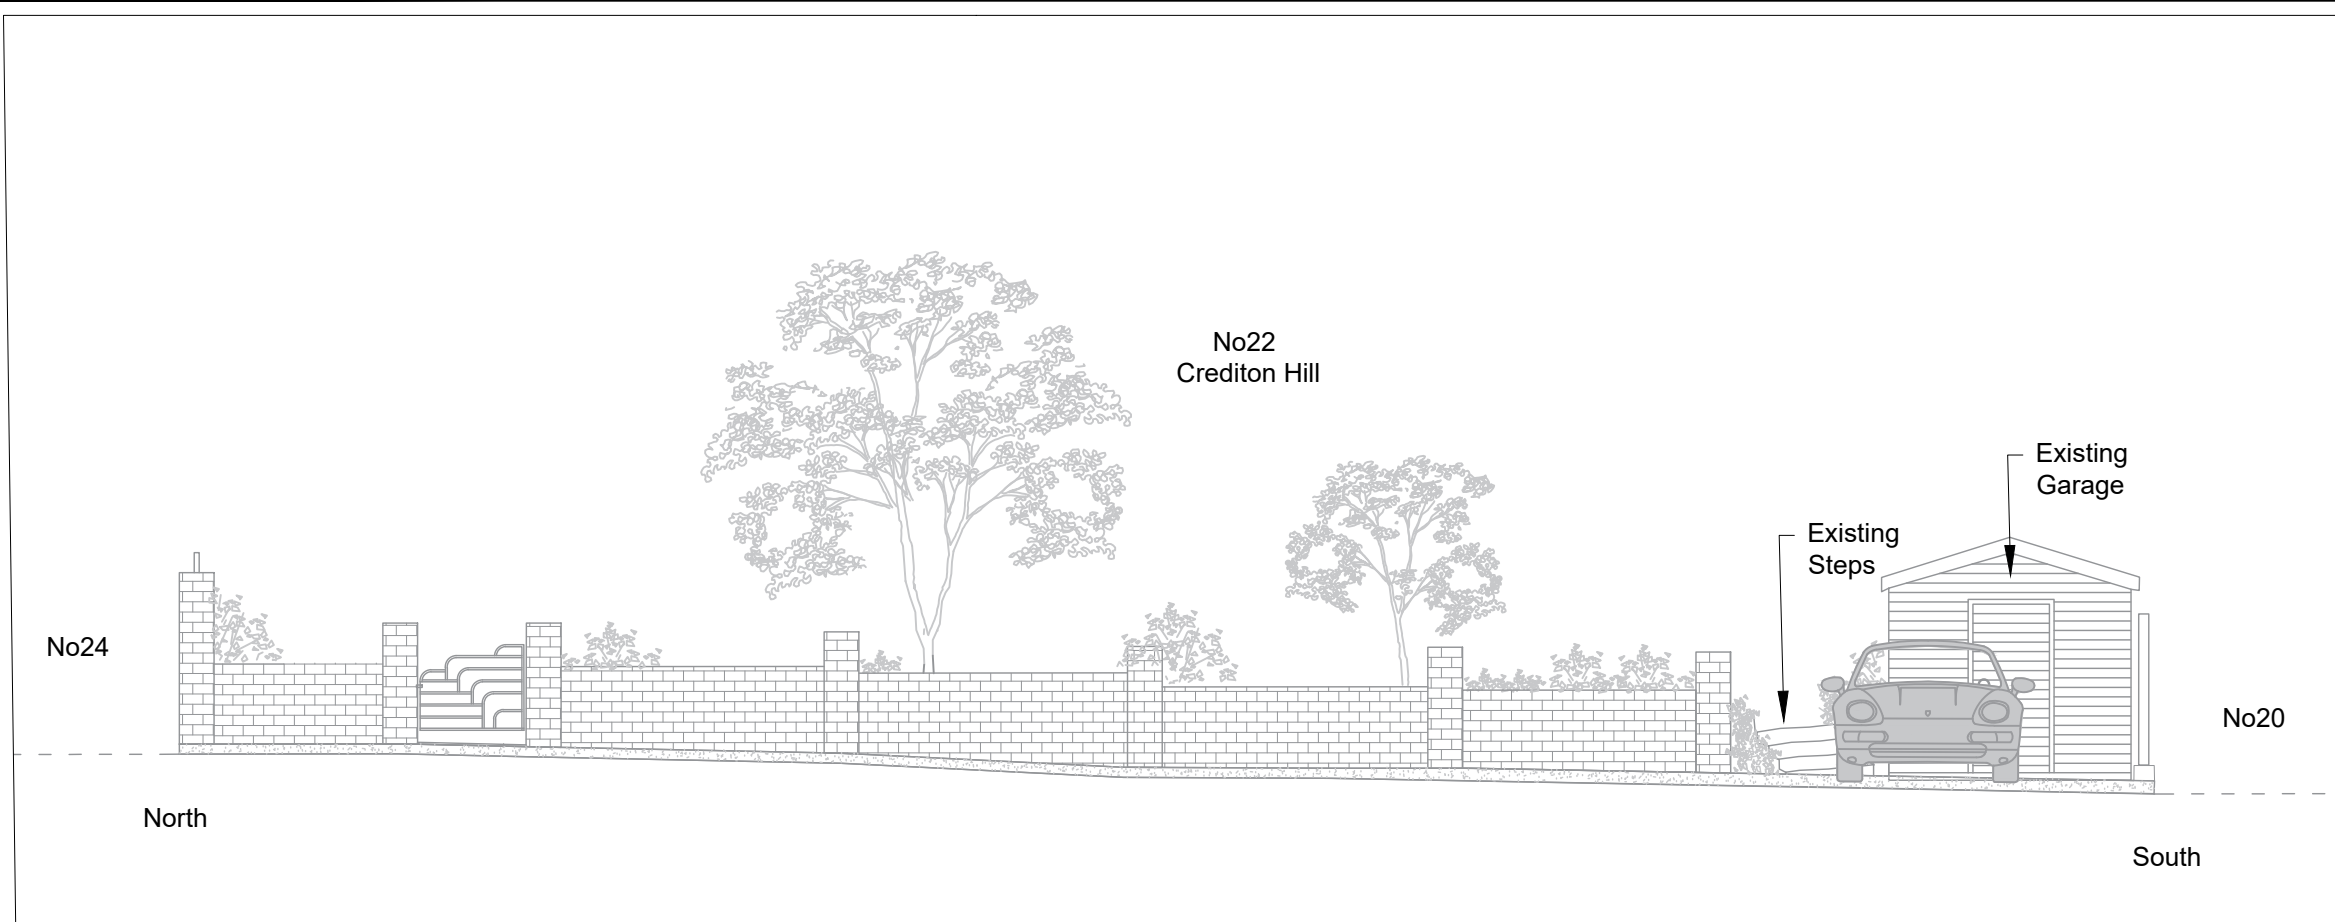 No22
Crediton Hill
Existing
Garage
Existing
Steps
No24
No20
North
South